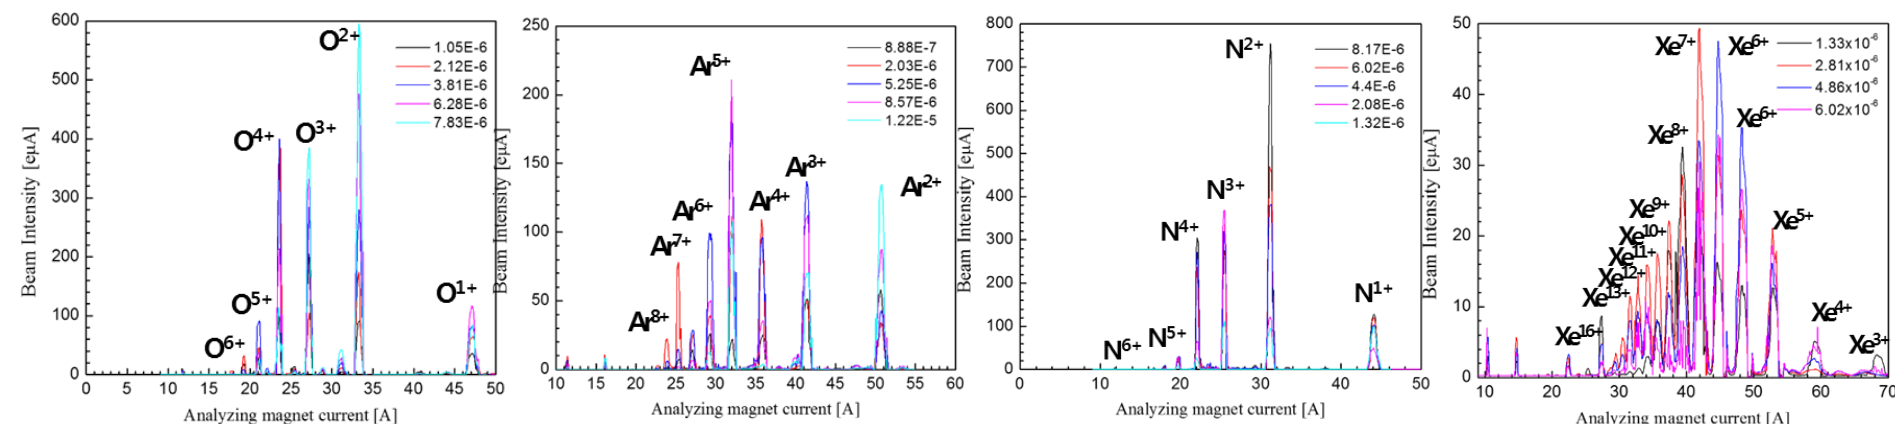 Beam Intensity [eμA]
600
500
400
300
200
100
0
0 5 10 15 20 25 30 35 40 45 50
Analyzing magnet current [A]
O6+
O5+
O4+
O3+
O2+
O1+
1.05E-6
2.12E-6
3.81E-6
6.28E-6
7.83E-6
Beam Intensity [eμA]
250
200
150
100
50
0
10 15 20 25 30 35 40 45 50 55 60
Analyzing magnet current [A]
Ar8+
Ar7+
Ar6+
Ar5+
Ar4+
Ar3+
Ar2+
8.88E-7
2.03E-6
5.25E-6
8.57E-6
1.22E-5
Beam Intensity [eμA]
800
700
600
500
400
300
200
100
0
0 10 20 30 40 50
Analyzing magnet current [A]
N6+
N5+
N4+
N3+
N2+
N1+
8.17E-6
6.02E-6
4.4E-6
2.08E-6
1.32E-6
Beam Intensity [eμA]
50
40
30
20
10
0
10 20 30 40 50 60 70
Analyzing magnet current [A]
Xe16+
Xe13+
Xe12+
Xe11+
Xe10+
Xe9+
Xe8+
Xe7+
Xe6+
Xe6+
Xe5+
Xe4+
Xe3+
1.33x10-6
2.81x10-6
4.86x10-6
6.02x10-6